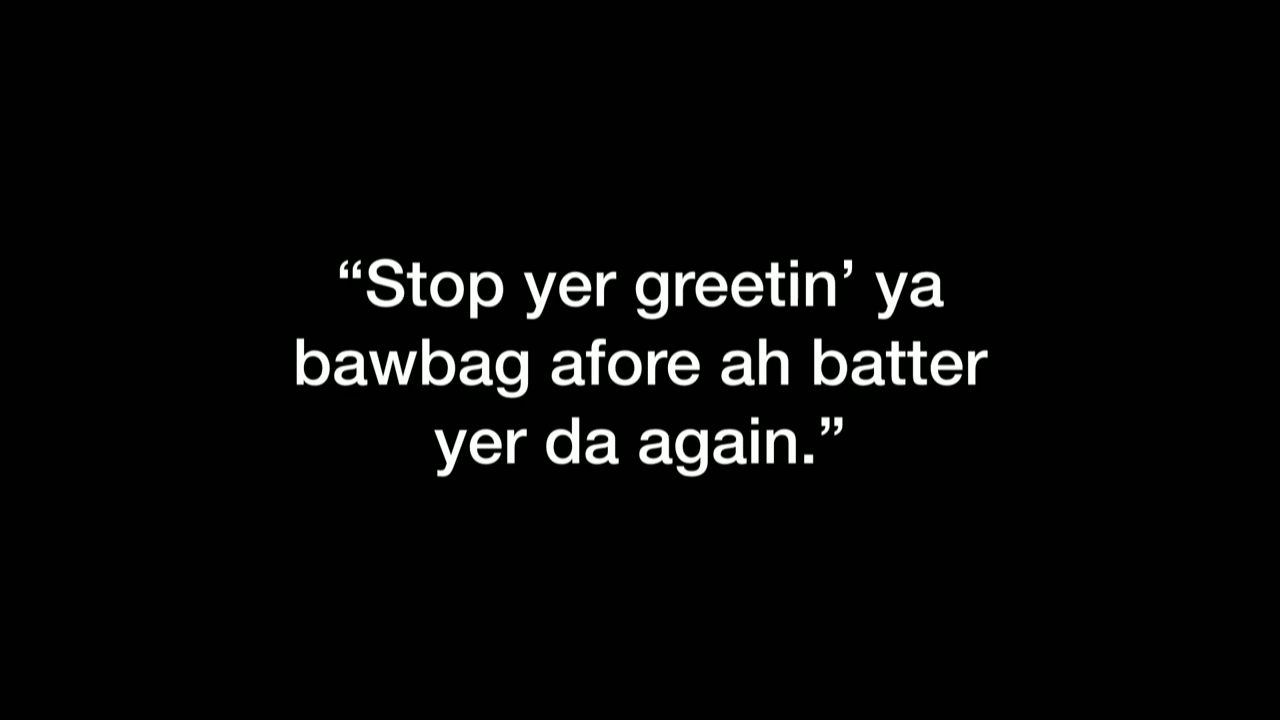 “Stop yer greetin’ ya
bawbag afore ah batter
yer da again.”